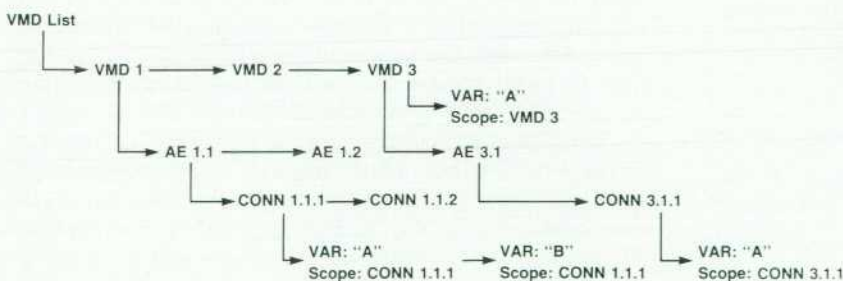 VMD List
VMD 1 VMD 2 VMD 3
VAR: "A"
Scope: VMD 3
AE 1.1 AE 1.2 AE 3.1
CONN 1.1.1 CONN 1.1.2 CONN 3.1.1
VAR: "A" VAR: "B" VAR: "A"
Scope: CONN 1.1.1 Scope: CONN 1.1.1 Scope: CONN 3.1.1